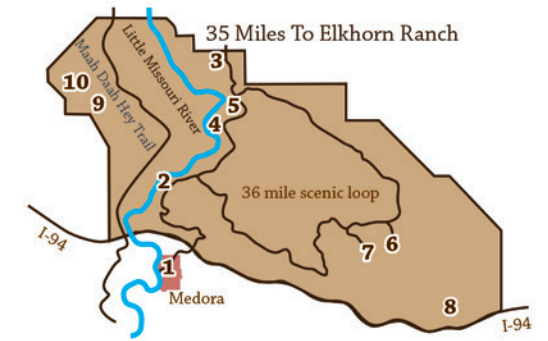 35 Miles To Elkhorn Ranch
3
10
9
Maah Daah Hey Trail
Little Missouri River
5
4
2
36 mile scenic loop
I-94
7
6
1
Medora
8
I-94